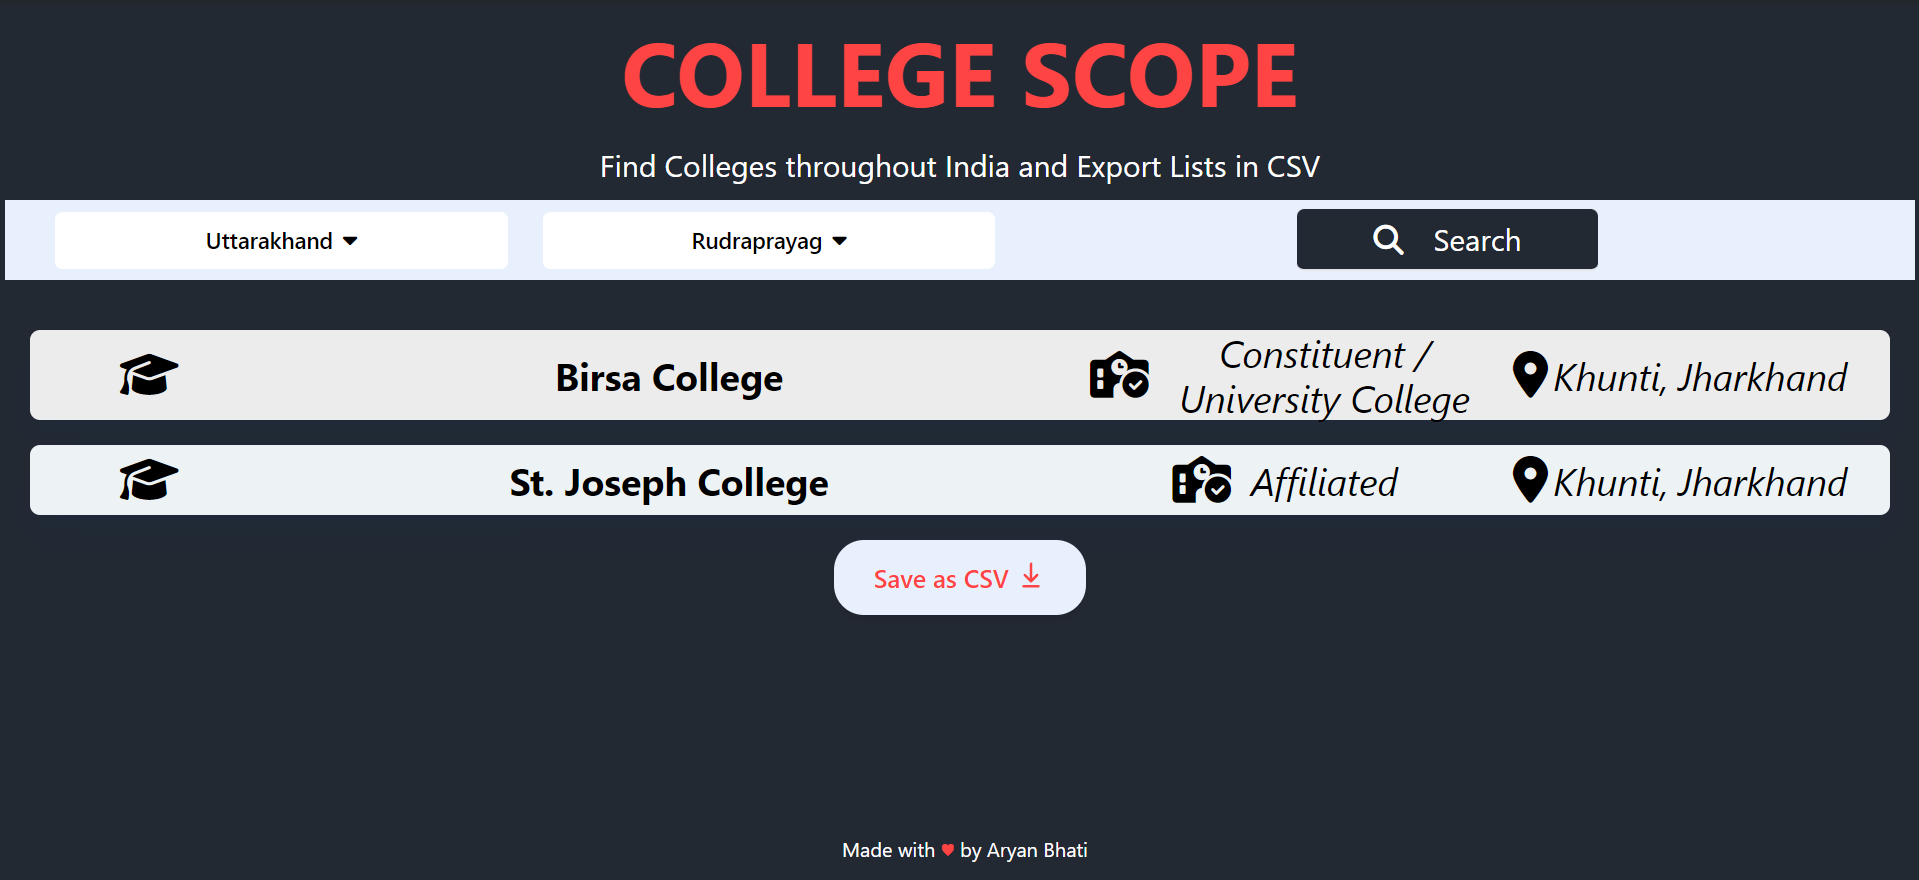 COLLEGE SCOPE
Find Colleges throughout India and Export Lists in CSV
Uttarakhand
Rudraprayag
Search
Birsa College
Constituent /
University College
Khunti, Jharkhand
St. Joseph College
Affiliated
Khunti, Jharkhand
Save as CSV
Made with ♥ by Aryan Bhati